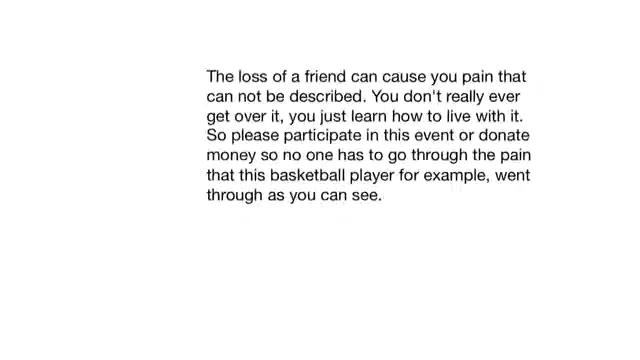 The loss of a friend can cause you pain that
can not be described. You don't really ever
get over it, you just learn how to live with it.
So please participate in this event or donate
money so no one has to go through the pain
that this basketball player for example, went
through as you can see.